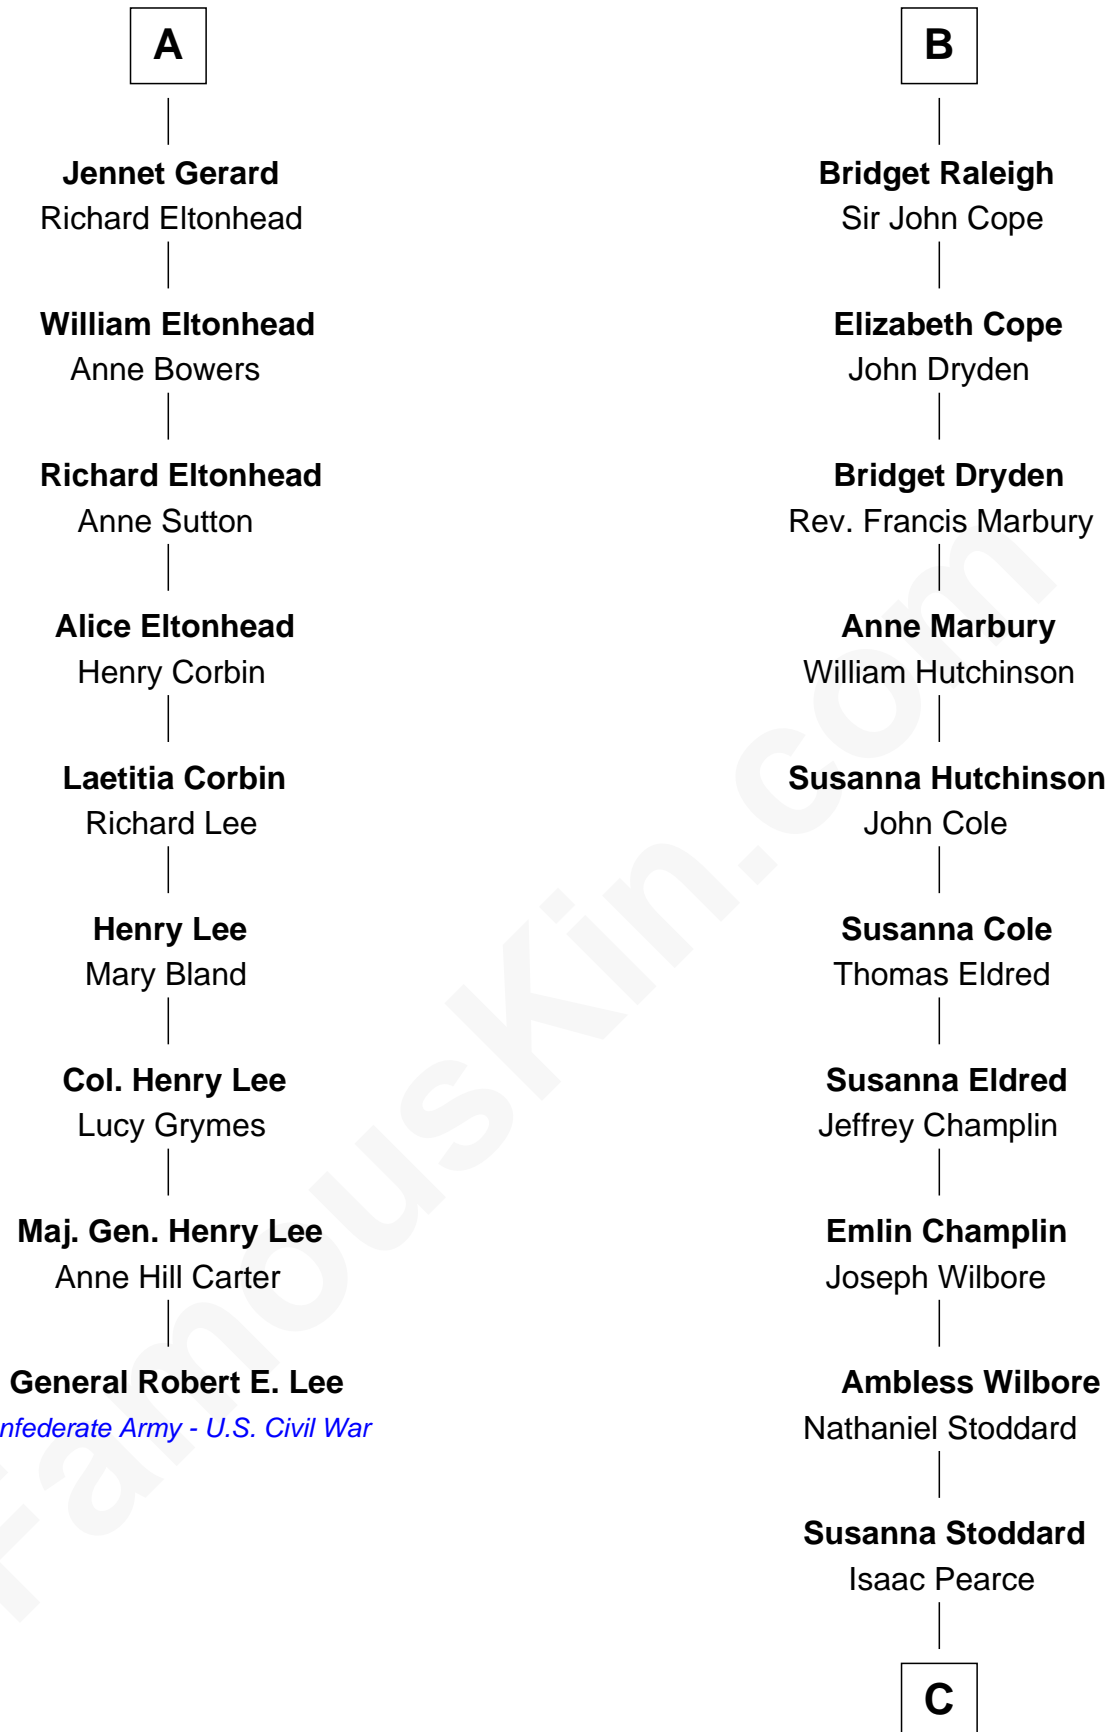 A
Jennet Gerard
Richard Eltonhead
William Eltonhead
Anne Bowers
Richard Eltonhead
Anne Sutton
Alice Eltonhead
Henry Corbin
Laetitia Corbin
Richard Lee
Henry Lee
Mary Bland
Col. Henry Lee
Lucy Grymes
Maj. Gen. Henry Lee
Anne Hill Carter
General Robert E. Lee
nfederate Army - U.S. Civil War
B
Bridget Raleigh
Sir John Cope
Elizabeth Cope
John Dryden
Bridget Dryden
Rev. Francis Marbury
Anne Marbury
William Hutchinson
Susanna Hutchinson
John Cole
Susanna Cole
Thomas Eldred
Susanna Eldred
Jeffrey Champlin
Emlin Champlin
Joseph Wilbore
Ambless Wilbore
Nathaniel Stoddard
Susanna Stoddard
Isaac Pearce
C
FamousKin.com